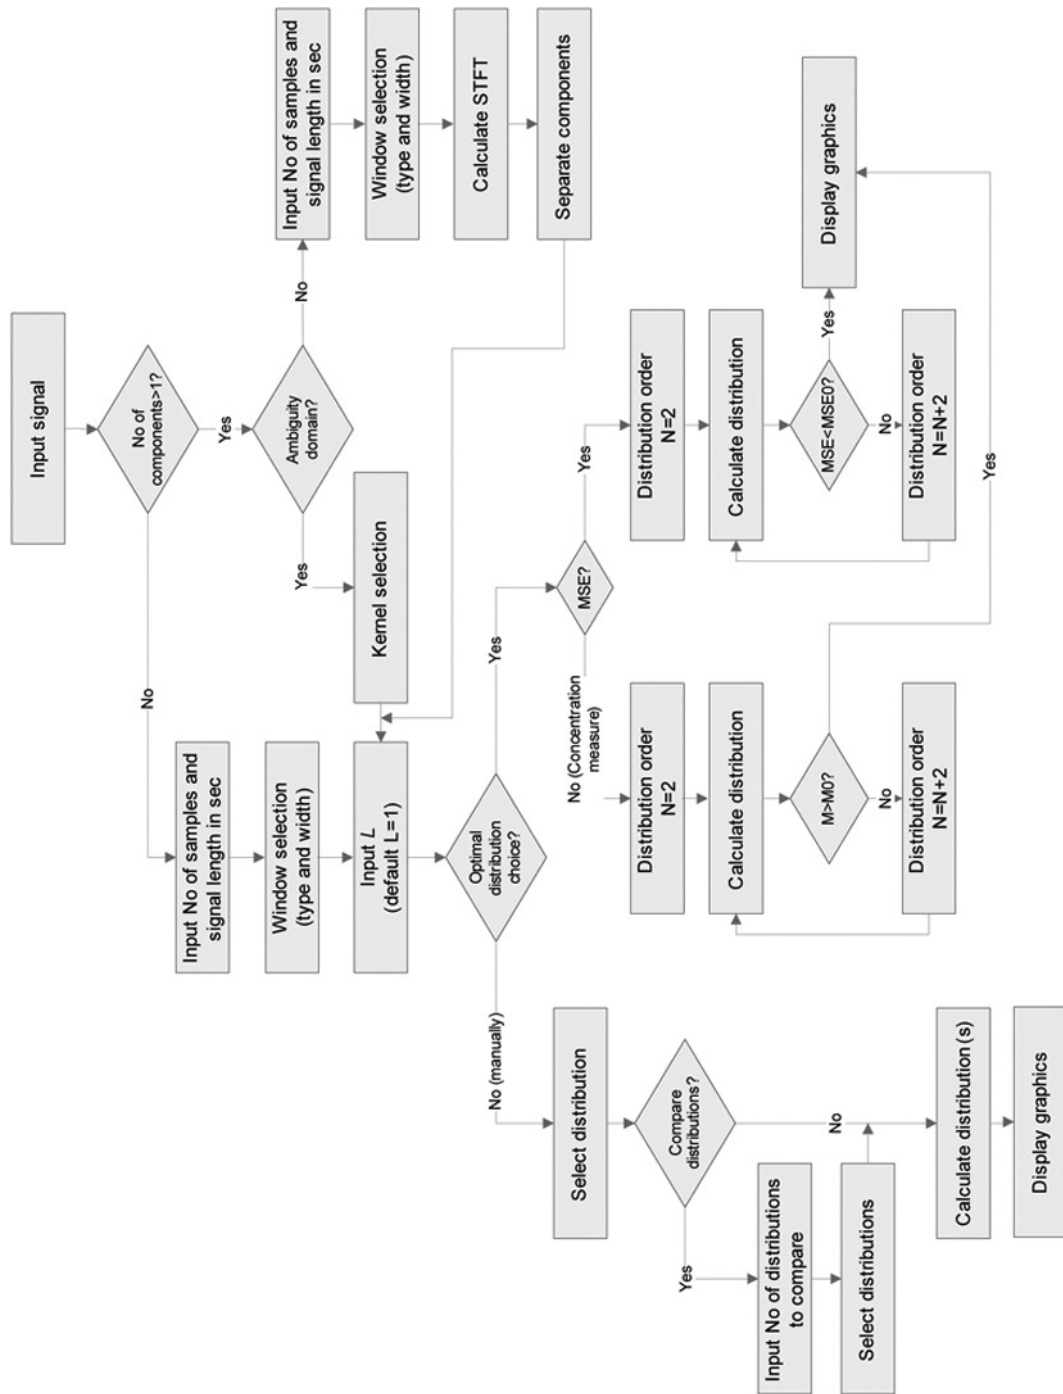 Input signal
No of
components>1?
No
Yes
Ambiguity
domain?
Yes
No
Input No of samples and
signal length in sec
Window selection
(type and width)
Input L
(default L=1)
Kernel selection
Input No of samples and
signal length in sec
Window selection
(type and width)
Calculate STFT
Separate components
Optimal
distribution
choice?
No (manually)
Yes
Select distribution
Compare
distributions?
Yes
No
Input No of distributions
to compare
Select distributions
Calculate distribution(s)
Display graphics
MSE?
No (Concentration
measure)
Yes
Distribution order
N=2
Calculate distribution
M>M0?
No
Yes
Distribution order
N=N+2
Distribution order
N=2
Calculate distribution
MSE<MSE0?
Yes
No
Distribution order
N=N+2
Display graphics